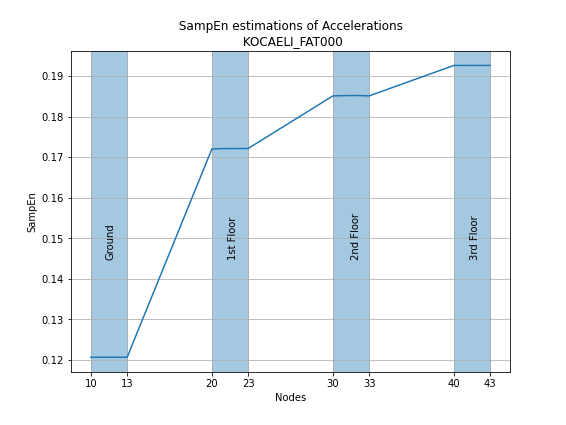 SampEn estimations of Accelerations
KOCAELI_FAT000
SampEn
0.19
0.18
0.17
0.16
0.15
0.14
0.13
0.12
Ground
1st Floor
2nd Floor
3rd Floor
10 13 20 23 30 33 40 43
Nodes